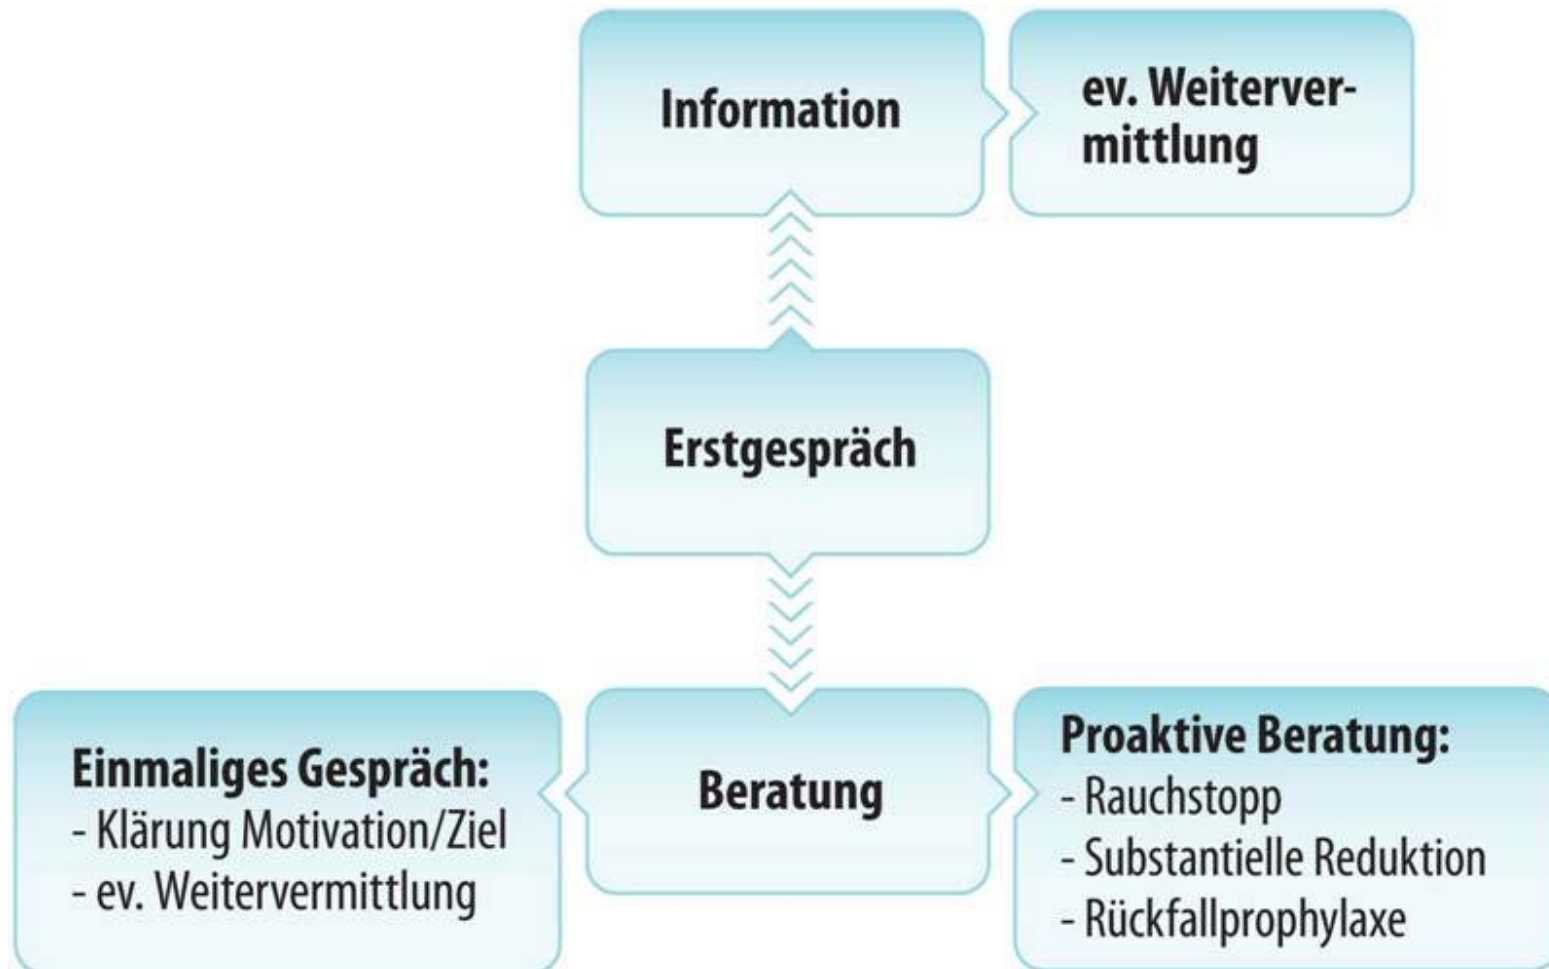 Information
ev. Weiterver-
mittlung
Erstgespräch
Einmaliges Gespräch:
- Klärung Motivation/Ziel
- ev. Weitervermittlung
Beratung
Proaktive Beratung:
- Rauchstopp
- Substantielle Reduktion
- Rückfallprophylaxe